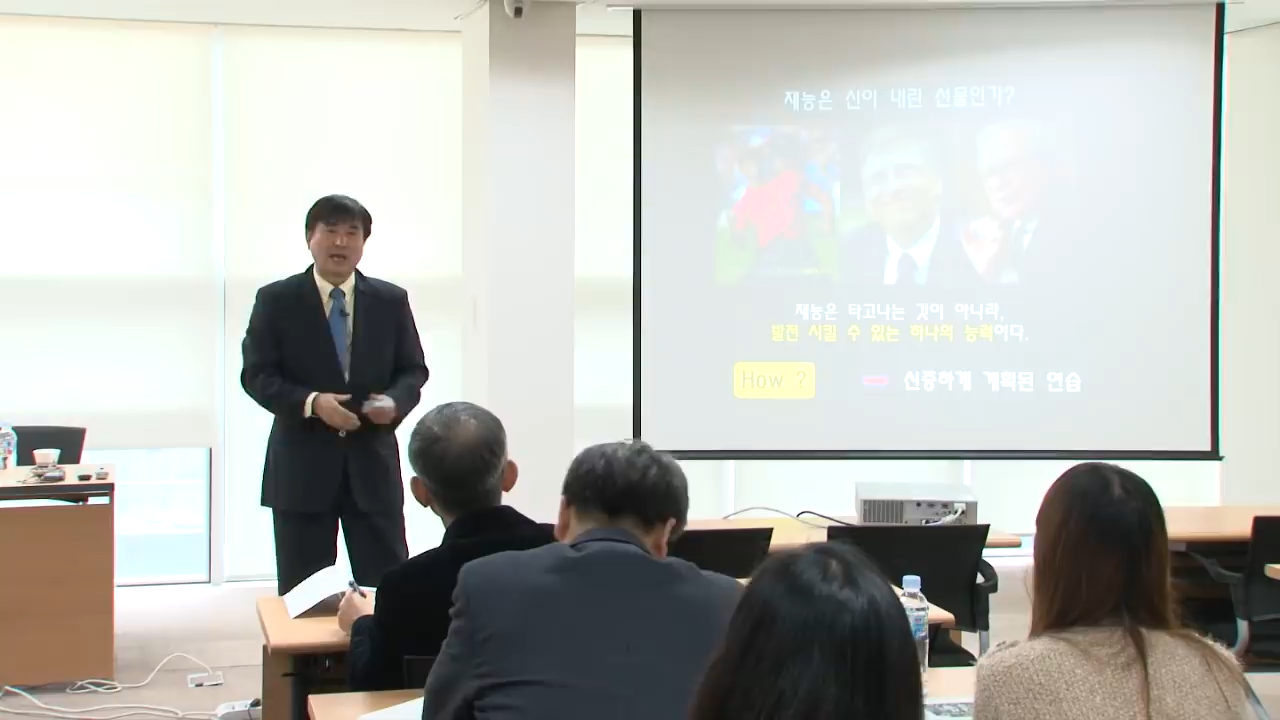 재능은 신이 내린 선물인가?
재능은 타고나는 것이 아니라,
발전 시킬 수 있는 하나의 능력이다.
How ?
신중하게 계획된 연습